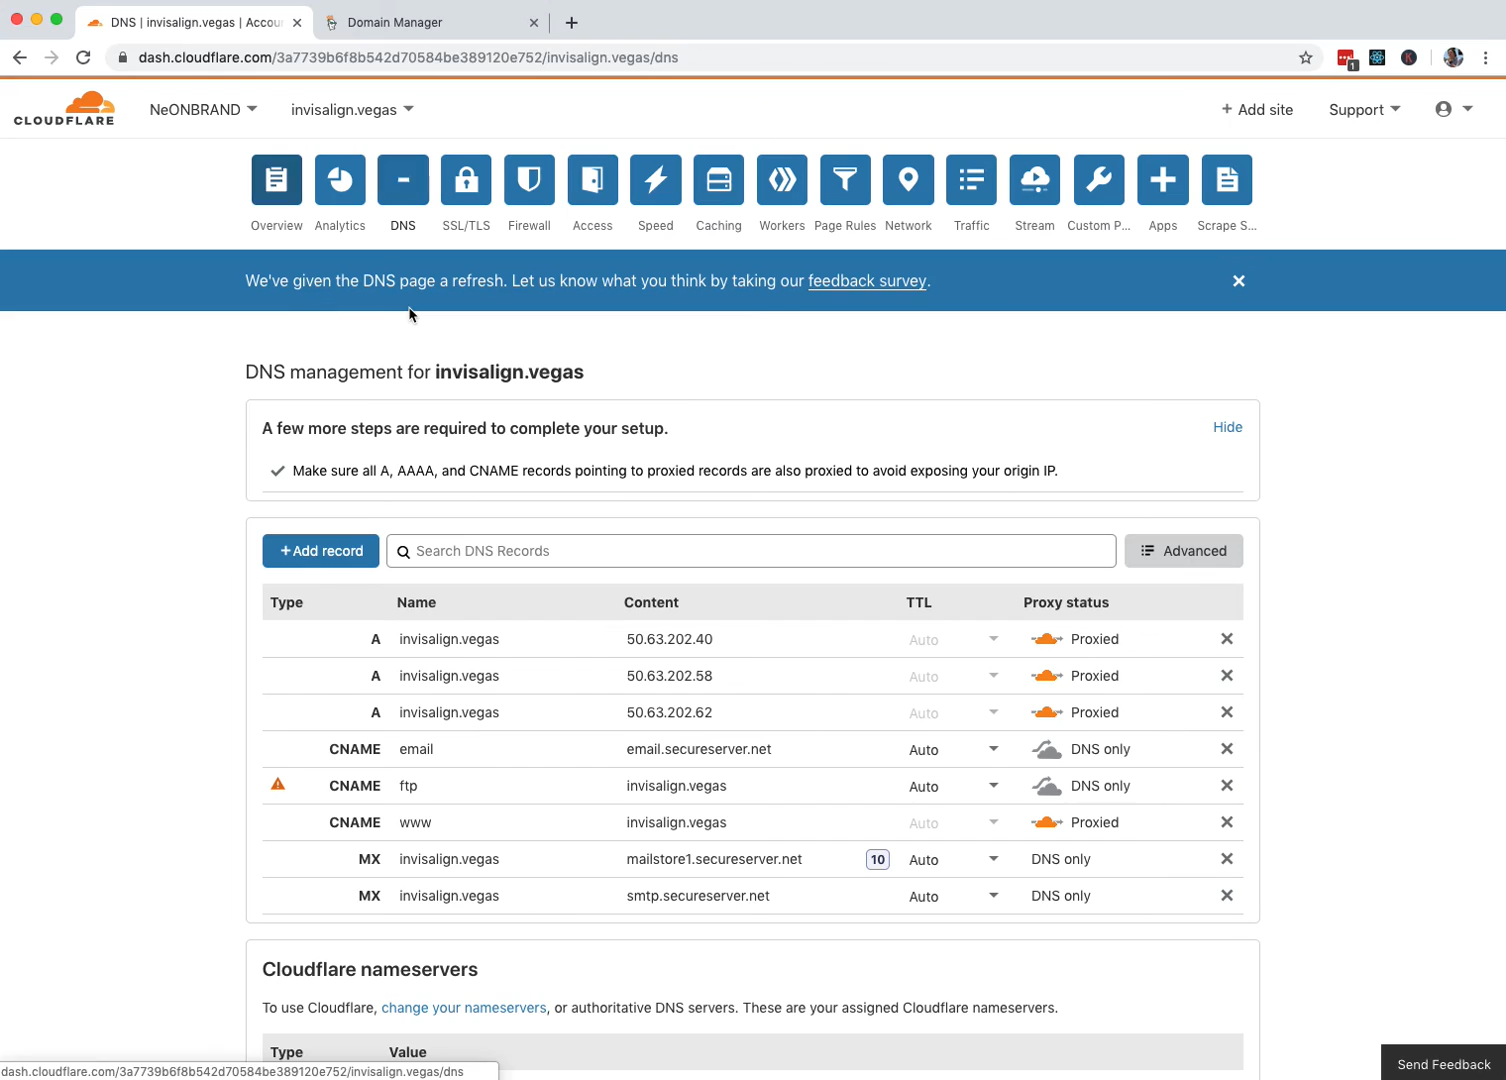 DNS | invisalign.vegas | Accou
Domain Manager
dash.cloudflare.com/3a7739b6f8b542d70584be389120e752/invisalign.vegas/dns
1
K
CLOUDFLARE
NeONBRAND
invisalign.vegas
+ Add site
Support
Overview
Analytics
DNS
SSL/TLS
Firewall
Access
Speed
Caching
Workers
Page Rules
Network
Traffic
Stream
Custom P...
Apps
Scrape S...
We've given the DNS page a refresh. Let us know what you think by taking our feedback survey.
DNS management for invisalign.vegas
A few more steps are required to complete your setup.
Hide
Make sure all A, AAAA, and CNAME records pointing to proxied records are also proxied to avoid exposing your origin IP.
+Add record
Search DNS Records
Advanced
Type Name Content TTL Proxy status
A invisalign.vegas 50.63.202.40 Auto Proxied
A invisalign.vegas 50.63.202.58 Auto Proxied
A invisalign.vegas 50.63.202.62 Auto Proxied
CNAME email email.secureserver.net Auto DNS only
CNAME ftp invisalign.vegas Auto DNS only
CNAME www invisalign.vegas Auto Proxied
MX invisalign.vegas mailstore1.secureserver.net 10 Auto DNS only
MX invisalign.vegas smtp.secureserver.net Auto DNS only
Cloudflare nameservers
To use Cloudflare, change your nameservers, or authoritative DNS servers. These are your assigned Cloudflare nameservers.
Type Value
dash.cloudflare.com/3a7739b6f8b542d70584be389120e752/invisalign.vegas/dns
Send Feedback